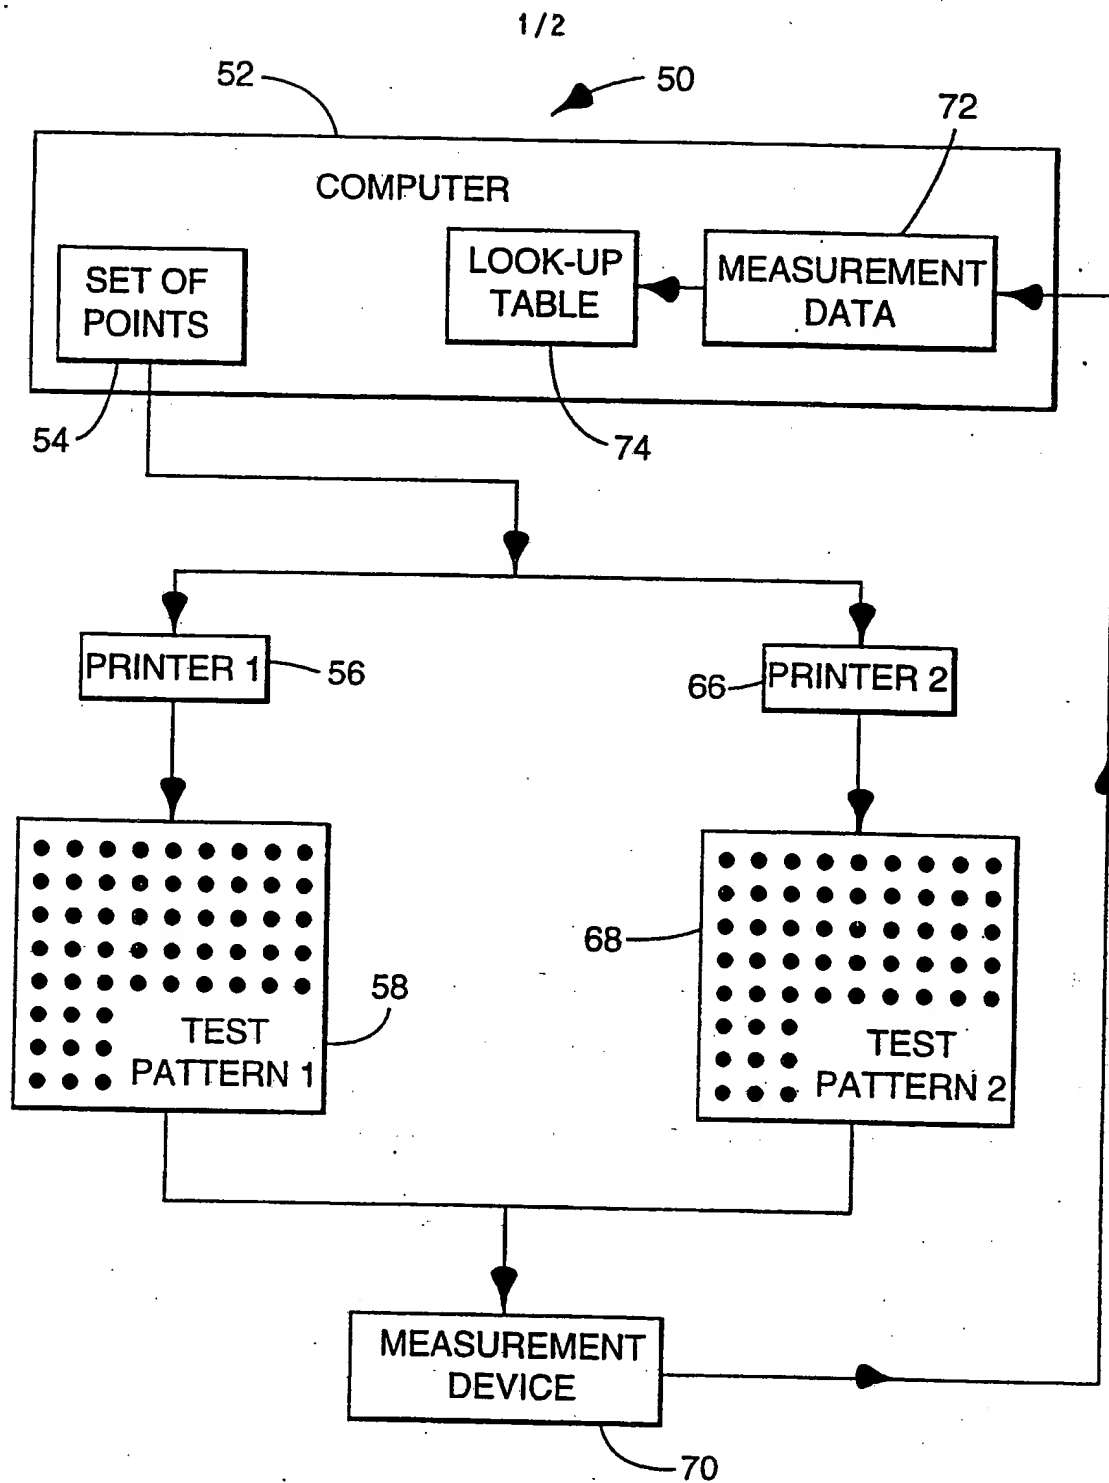 1/2
52
50
72
COMPUTER
SET OF
POINTS
LOOK-UP
TABLE
MEASUREMENT
DATA
54
74
PRINTER 1
56
66
PRINTER 2
58
68
TEST
PATTERN 1
TEST
PATTERN 2
MEASUREMENT
DEVICE
70